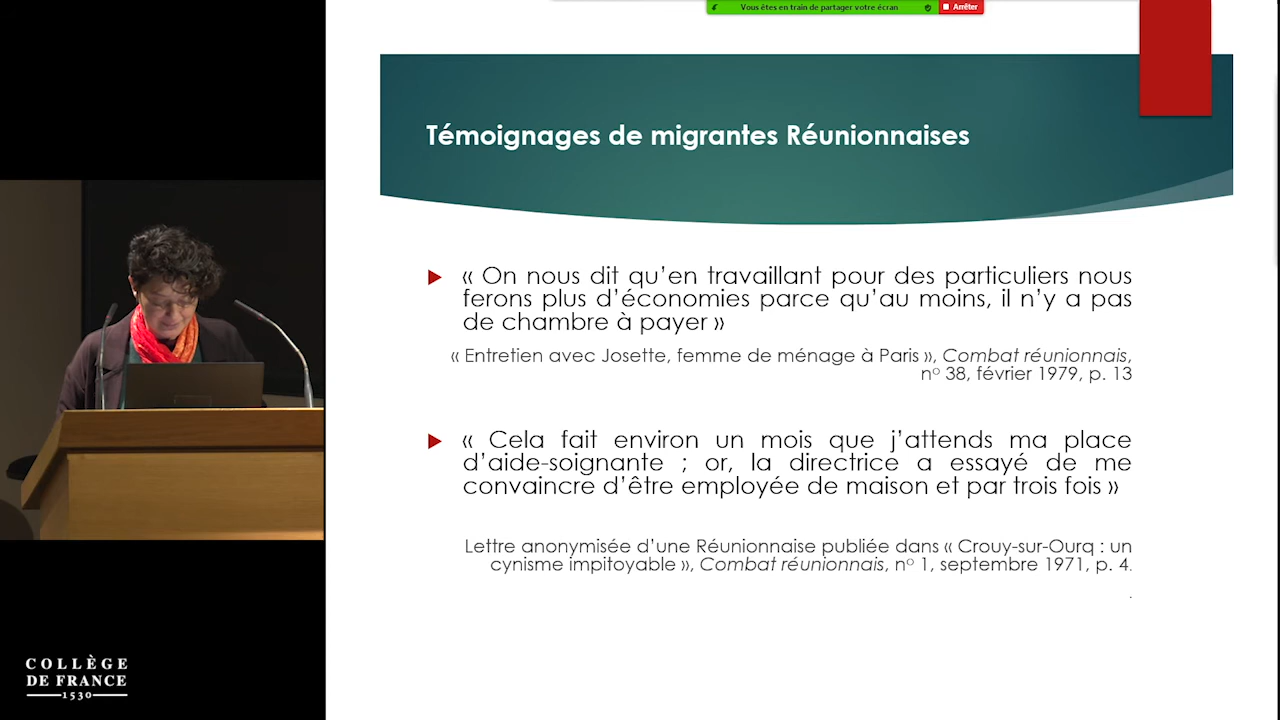 Vous êtes en train de partager votre écran
Arrêter
Témoignages de migrantes Réunionnaises
« On nous dit qu’en travaillant pour des particuliers nous
ferons plus d’économies parce qu’au moins, il n’y a pas
de chambre à payer »
« Entretien avec Josette, femme de ménage à Paris », Combat réunionnais,
nº 38, février 1979, p. 13
« Cela fait environ un mois que j’attends ma place
d’aide-soignante ; or, la directrice a essayé de me
convaincre d’être employée de maison et par trois fois »
Lettre anonymisée d’une Réunionnaise publiée dans « Crouy-sur-Ourq : un
cynisme impitoyable », Combat réunionnais, nº 1, septembre 1971, p. 4.
.
COLLÈGE
DE FRANCE
1530